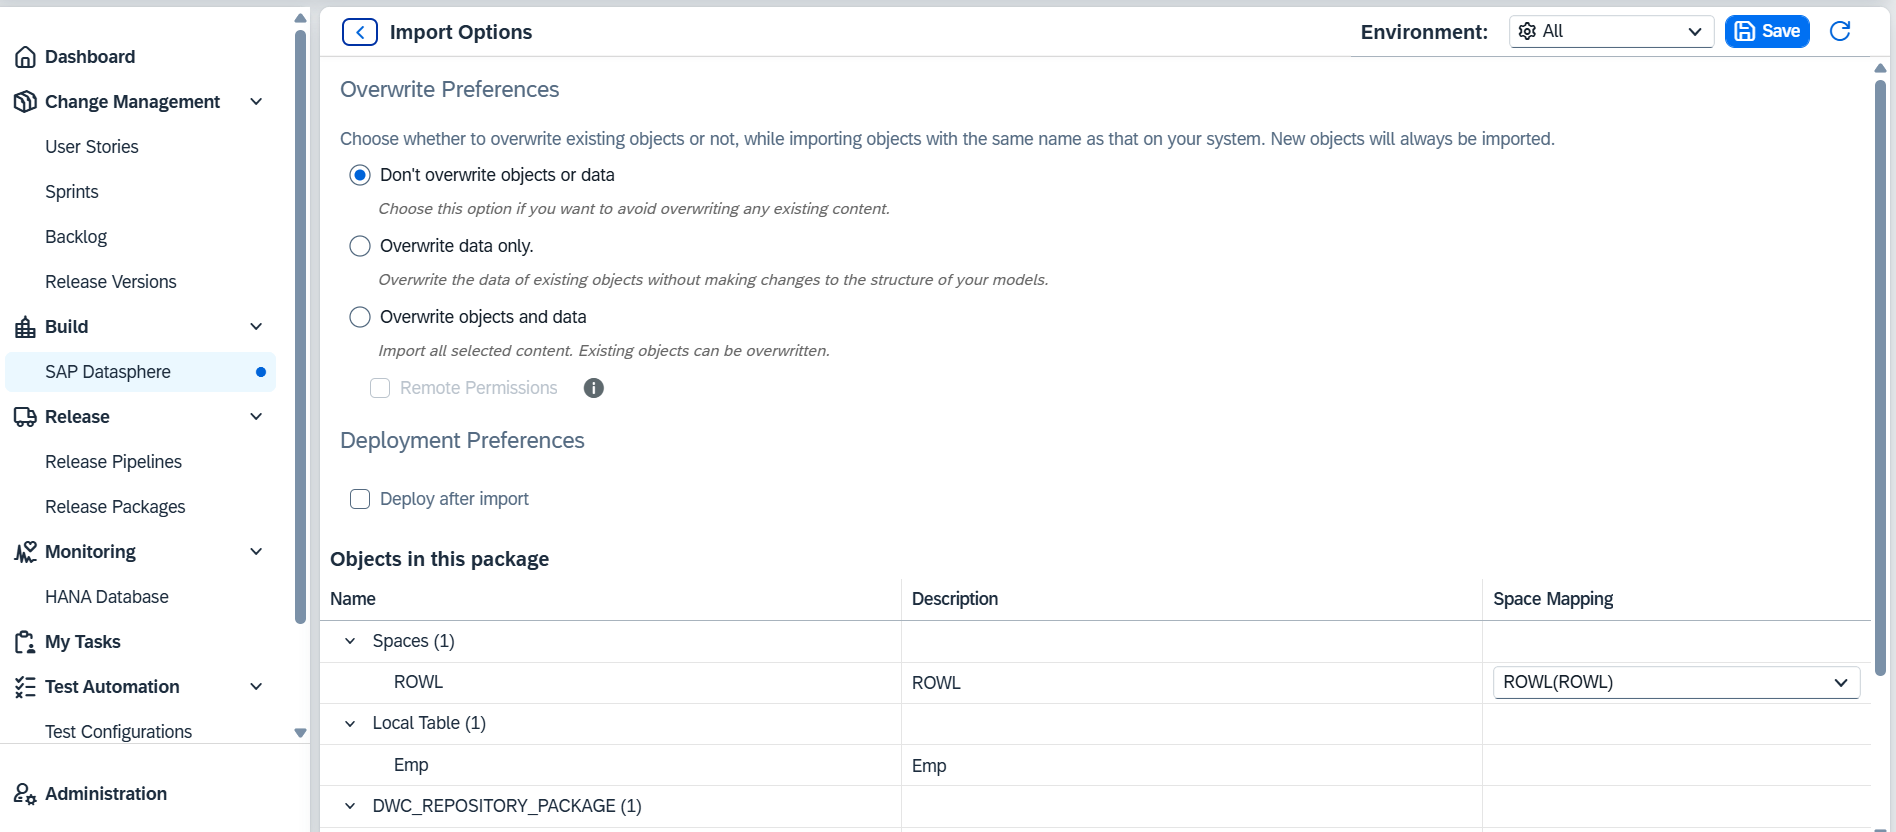 Dashboard
Change Management
User Stories
Sprints
Backlog
Release Versions
Build
SAP Datasphere
Release
Release Pipelines
Release Packages
Monitoring
HANA Database
My Tasks
Test Automation
Test Configurations
Administration
Import Options
Environment: All Save
Overwrite Preferences
Choose whether to overwrite existing objects or not, while importing objects with the same name as that on your system. New objects will always be imported.
Don't overwrite objects or data
Choose this option if you want to avoid overwriting any existing content.
Overwrite data only.
Overwrite the data of existing objects without making changes to the structure of your models.
Overwrite objects and data
Import all selected content. Existing objects can be overwritten.
Remote Permissions
Deployment Preferences
Deploy after import
Objects in this package
Name Description Space Mapping
Spaces (1)
ROWL ROWL ROWL(ROWL)
Local Table (1)
Emp Emp
DWC_REPOSITORY_PACKAGE (1)